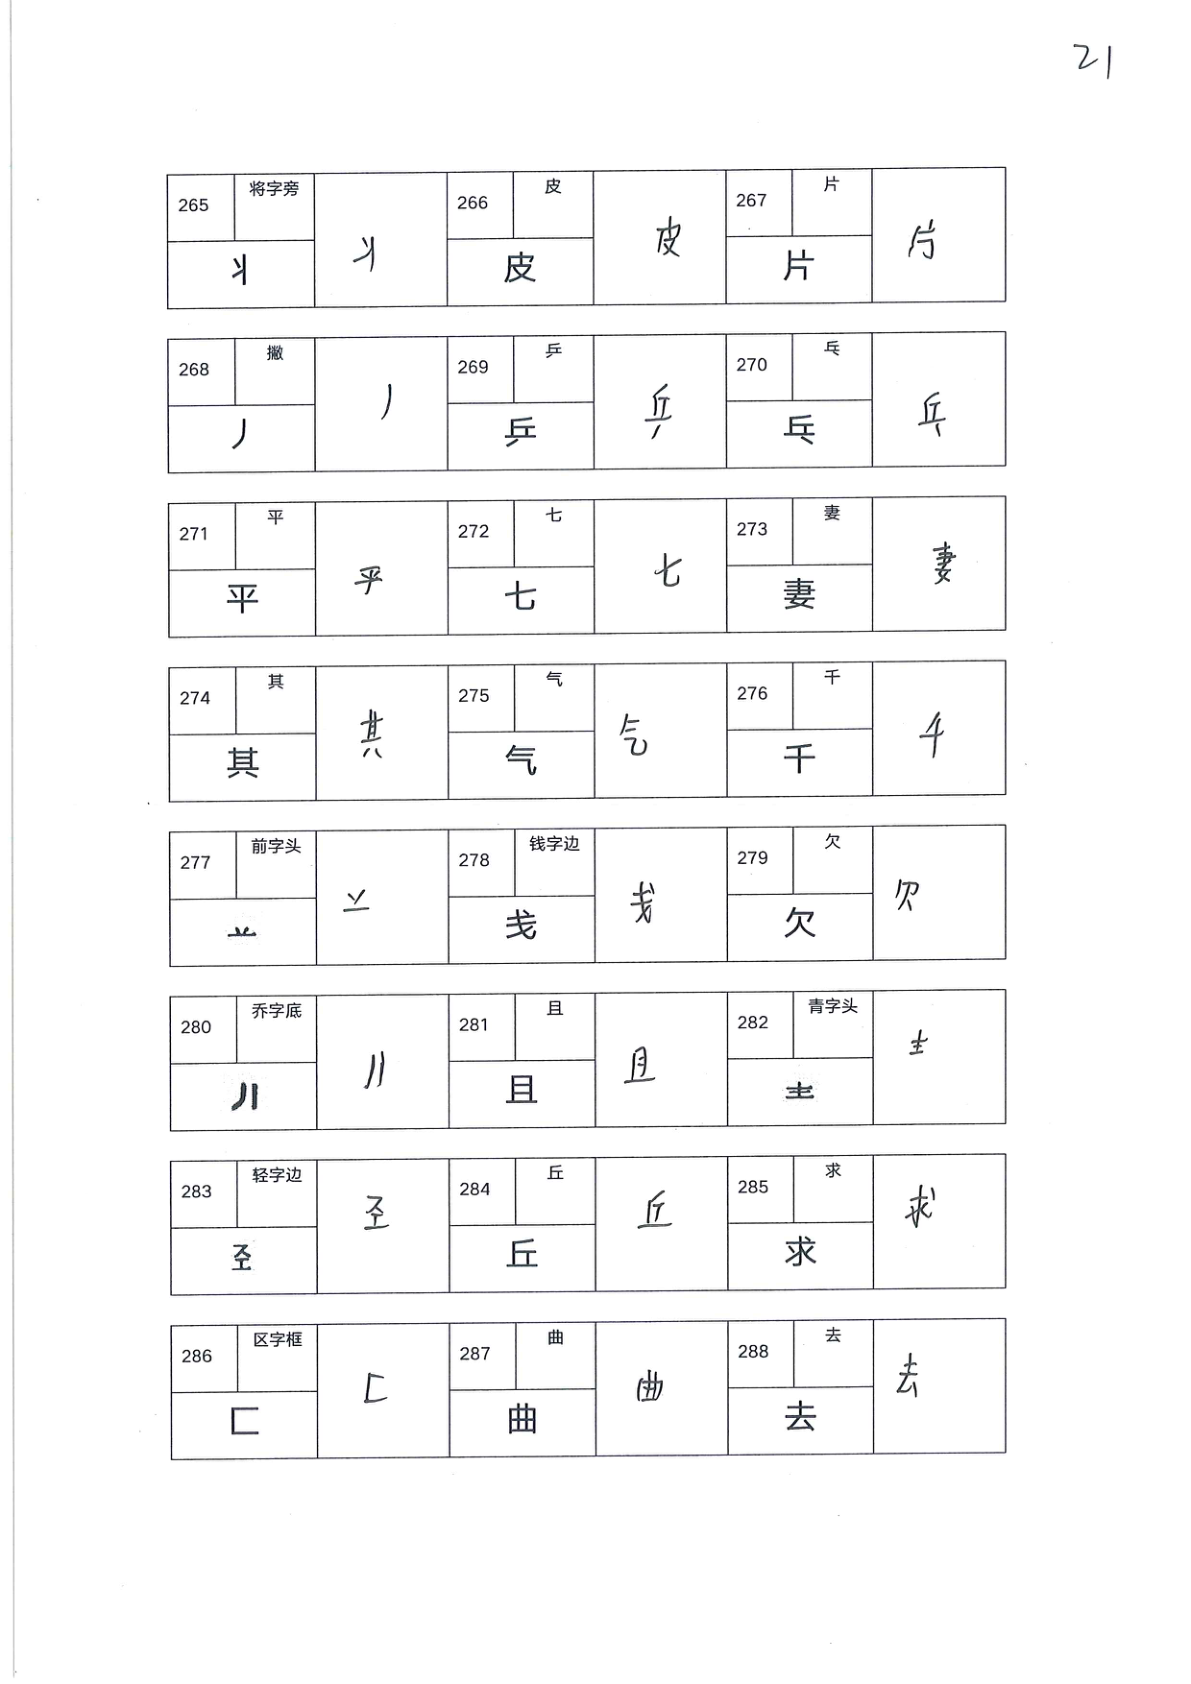 21
265 将字旁 丬 丬 266 皮 皮 皮 267 片 片 片
268 撇 丿 丿 269 乒 乒 乒 270 乓 乓 乓
271 平 平 平 272 七 七 七 273 妻 妻 妻
274 其 其 其 275 气 气 气 276 千 千 千
277 前字头 䒑 䒑 278 钱字边 戋 戋 279 欠 欠 欠
280 乔字底 〢 〢 281 且 且 且 282 青字头 龶 龶
283 轻字边 𢀖 𢀖 284 丘 丘 丘 285 求 求 求
286 区字框 匚 匚 287 曲 曲 曲 288 去 去 去